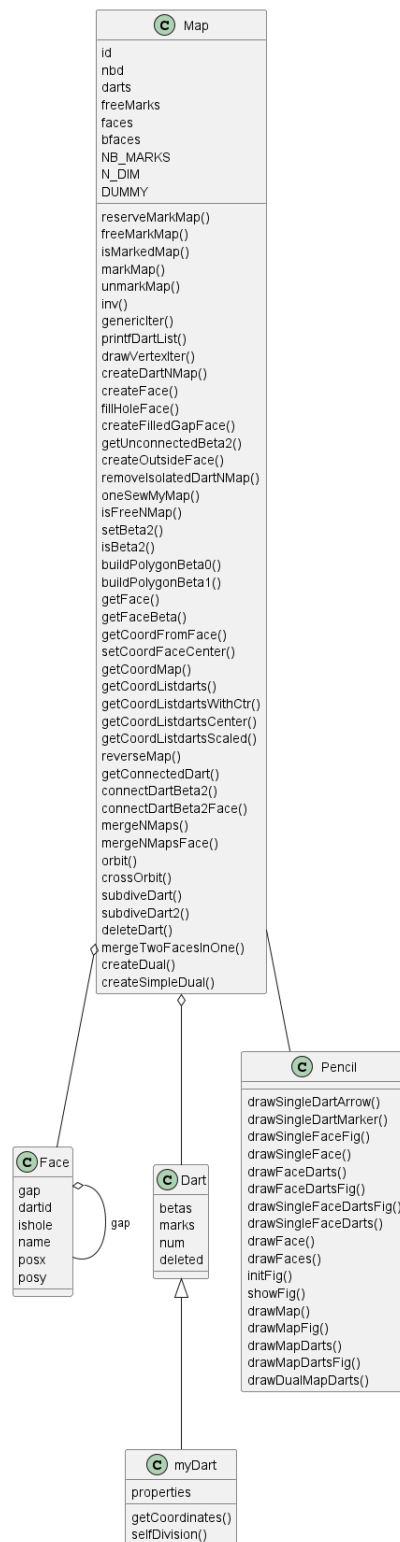 C Map
id
nbd
darts
freeMarks
faces
bfaces
NB_MARKS
N_DIM
DUMMY
reserveMarkMap()
freeMarkMap()
isMarkedMap()
markMap()
unmarkMap()
inv()
genericIter()
printfDartList()
drawVertexIter()
createDartNMap()
createFace()
fillHoleFace()
createFilledGapFace()
getUnconnectedBeta2()
createOutsideFace()
removeIsolatedDartNMap()
oneSewMyMap()
isFreeNMap()
setBeta2()
isBeta2()
buildPolygonBeta0()
buildPolygonBeta1()
getFace()
getFaceBeta()
getCoordFromFace()
setCoordFaceCenter()
getCoordMap()
getCoordListdarts()
getCoordListdartsWithCtr()
getCoordListdartsCenter()
getCoordListdartsScaled()
reverseMap()
getConnectedDart()
connectDartBeta2()
connectDartBeta2Face()
mergeNMaps()
mergeNMapsFace()
orbit()
crossOrbit()
subdiveDart()
subdiveDart2()
deleteDart()
mergeTwoFacesInOne()
createDual()
createSimpleDual()
C Face
gap
dartid
ishole
name
posx
posy
gap
C Dart
betas
marks
num
deleted
C Pencil
drawSingleDartArrow()
drawSingleDartMarker()
drawSingleFaceFig()
drawSingleFace()
drawFaceDarts()
drawFaceDartsFig()
drawSingleFaceDartsFig()
drawSingleFaceDarts()
drawFace()
drawFaces()
initFig()
showFig()
drawMap()
drawMapFig()
drawMapDarts()
drawMapDartsFig()
drawDualMapDarts()
C myDart
properties
getCoordinates()
selfDivision()